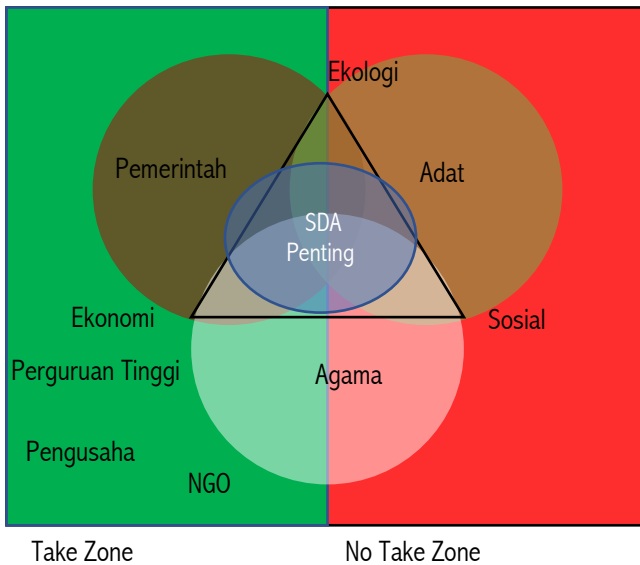 Ekologi
Pemerintah
Adat
SDA
Penting
Ekonomi
Sosial
Perguruan Tinggi
Agama
Pengusaha
NGO
Take Zone
No Take Zone